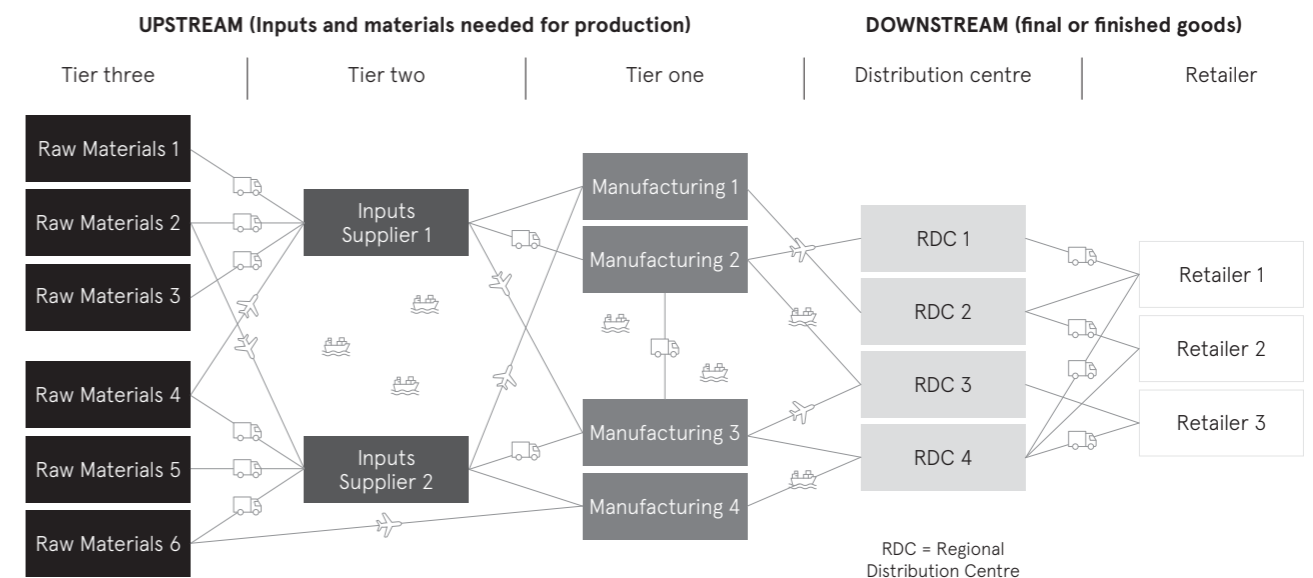 UPSTREAM (Inputs and materials needed for production)
DOWNSTREAM (final or finished goods)
Tier three
Tier two
Tier one
Distribution centre
Retailer
Raw Materials 1
Raw Materials 2
Raw Materials 3
Raw Materials 4
Raw Materials 5
Raw Materials 6
Inputs
Supplier 1
Inputs
Supplier 2
Manufacturing 1
Manufacturing 2
Manufacturing 3
Manufacturing 4
RDC 1
RDC 2
RDC 3
RDC 4
RDC = Regional
Distribution Centre
Retailer 1
Retailer 2
Retailer 3